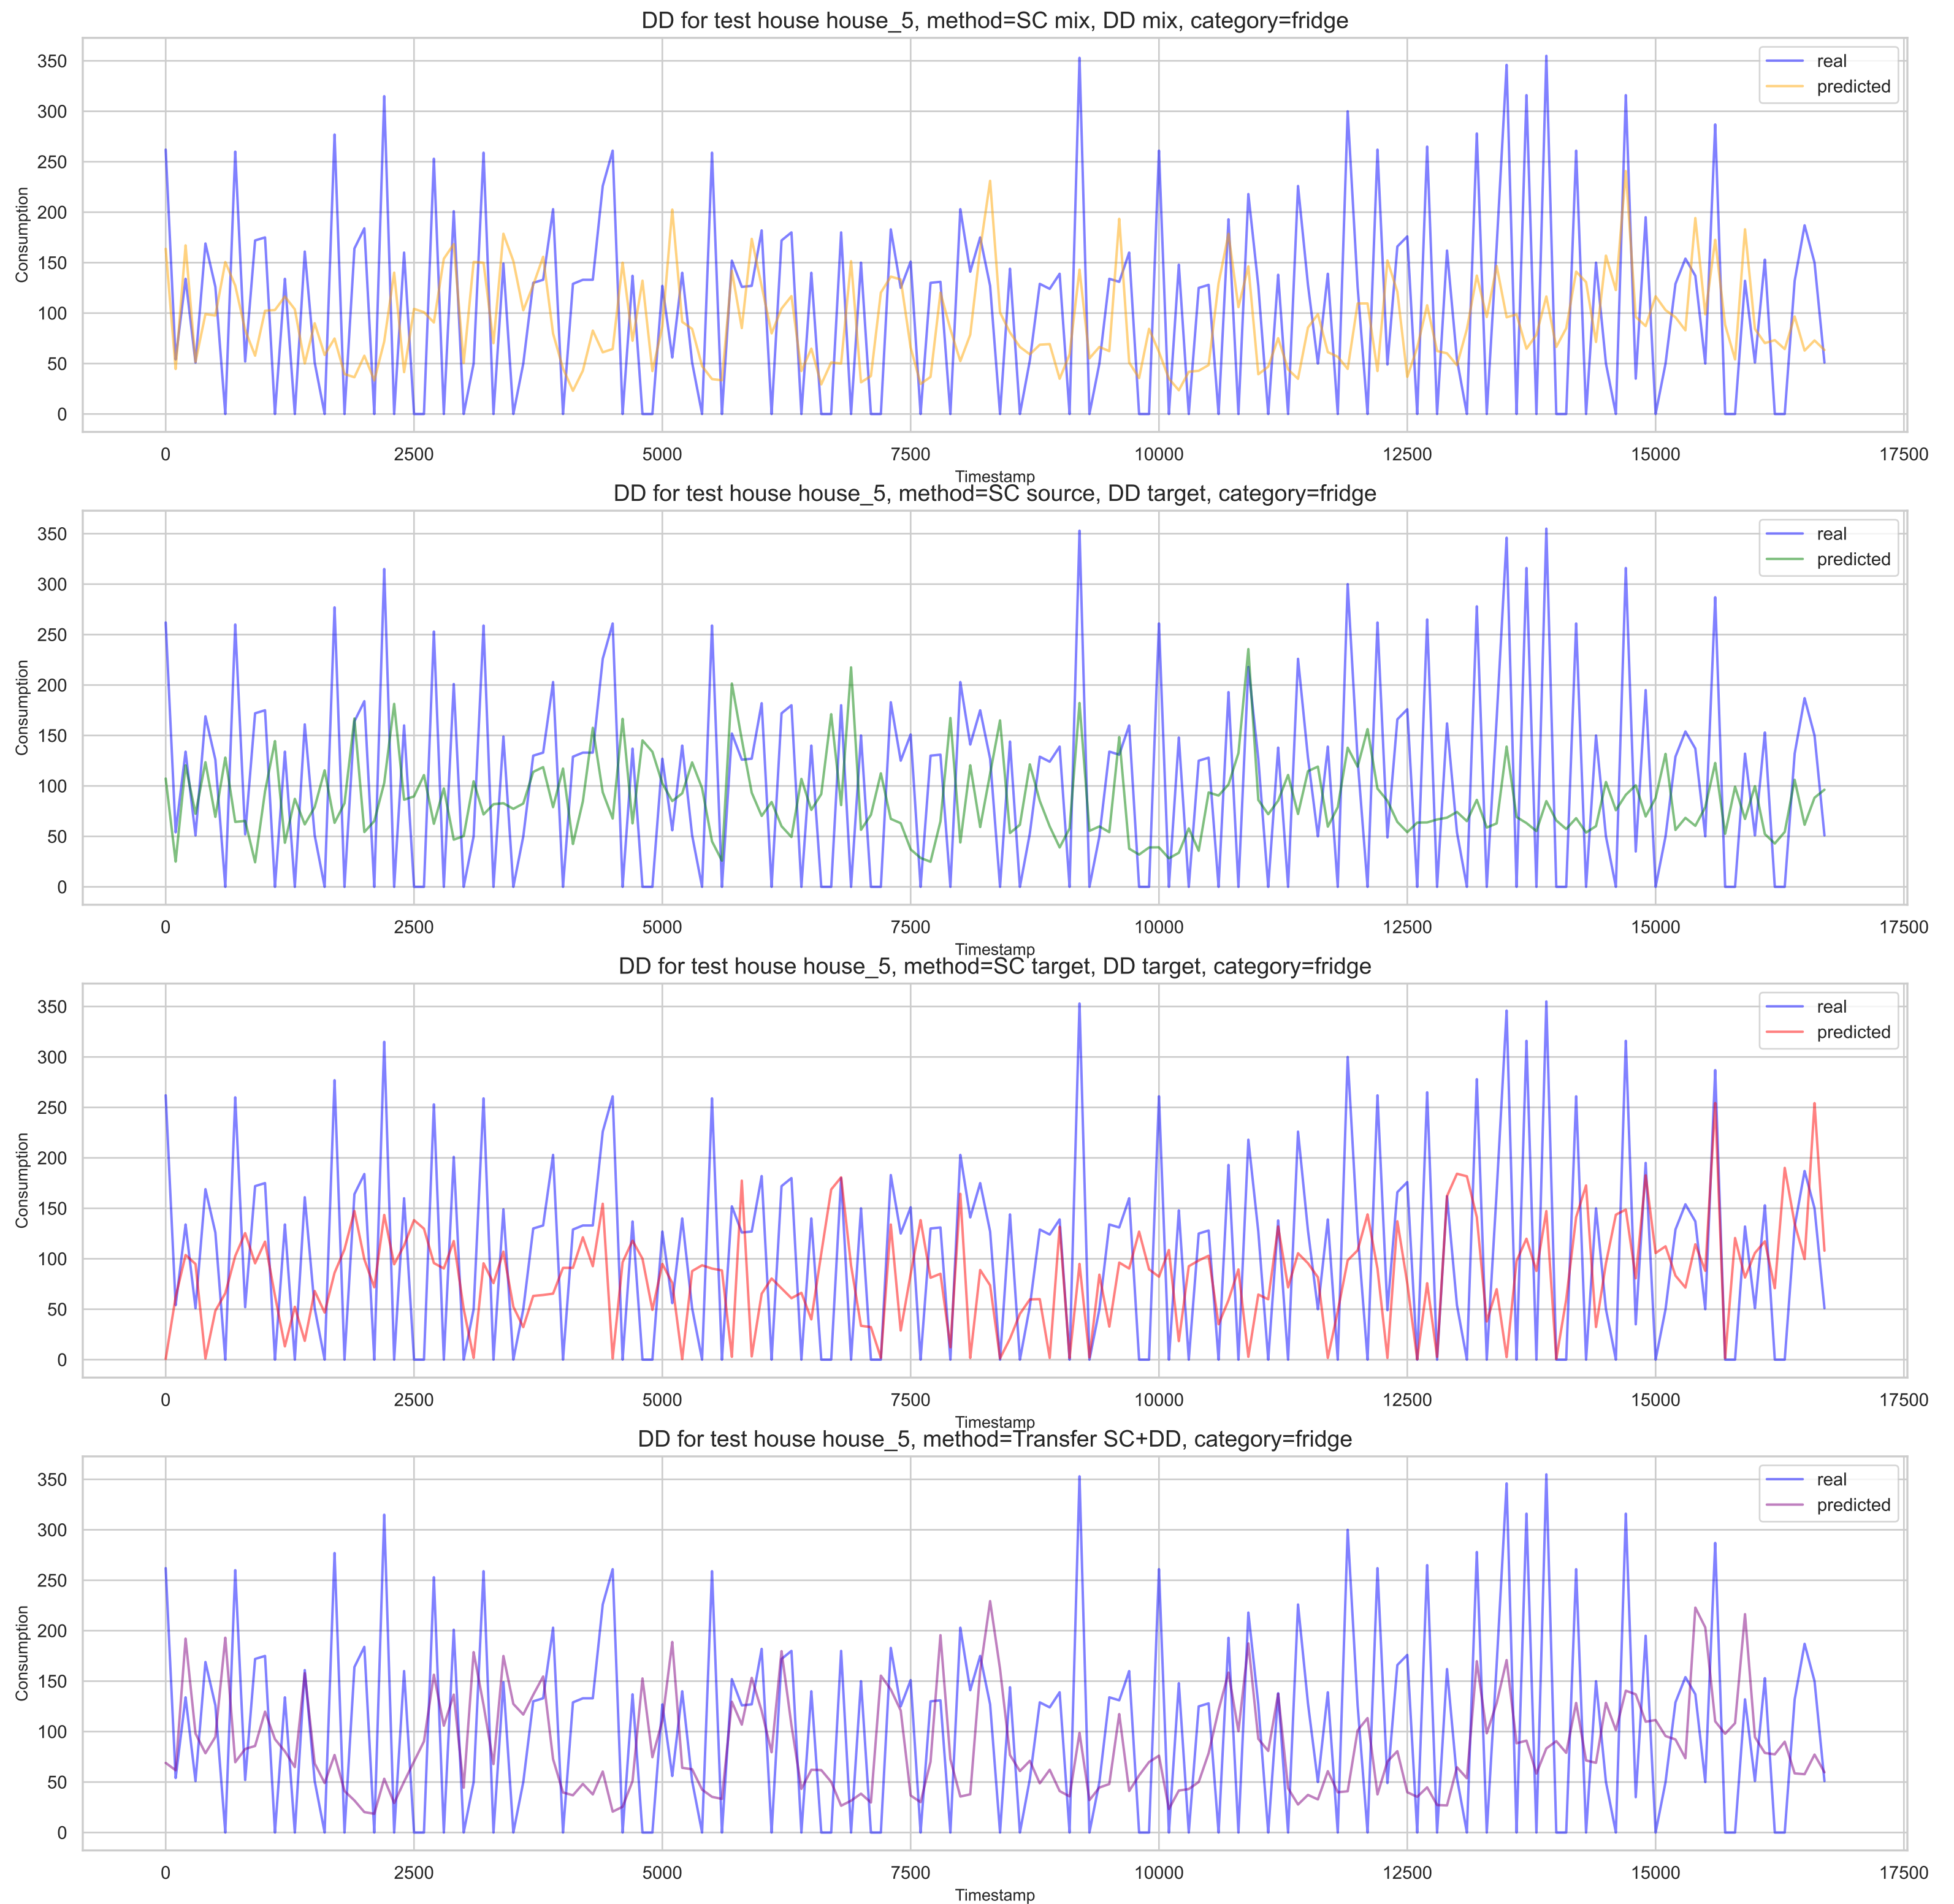 DD for test house house_5, method=SC mix, DD mix, category=fridge
350
300
250
200
150
100
50
0
Consumption
real
predicted
0 2500 5000 7500 10000 12500 15000 17500
Timestamp
DD for test house house_5, method=SC source, DD target, category=fridge
350
300
250
200
150
100
50
0
Consumption
real
predicted
0 2500 5000 7500 10000 12500 15000 17500
Timestamp
DD for test house house_5, method=SC target, DD target, category=fridge
350
300
250
200
150
100
50
0
Consumption
real
predicted
0 2500 5000 7500 10000 12500 15000 17500
Timestamp
DD for test house house_5, method=Transfer SC+DD, category=fridge
350
300
250
200
150
100
50
0
Consumption
real
predicted
0 2500 5000 7500 10000 12500 15000 17500
Timestamp